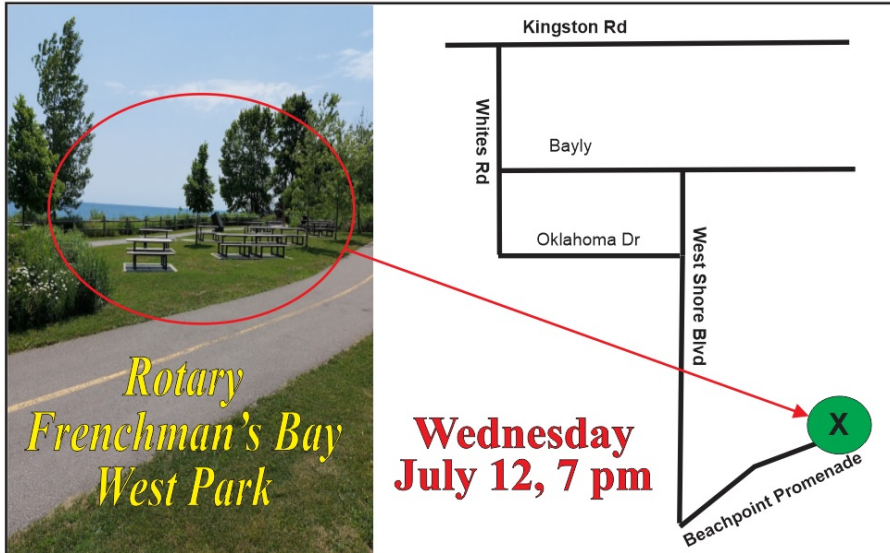 Kingston Rd
Whites Rd
Bayly
Oklahoma Dr
West Shore Blvd
Rotary
Frenchman's Bay
West Park
Wednesday
July 12, 7 pm
X
Beachpoint Promenade